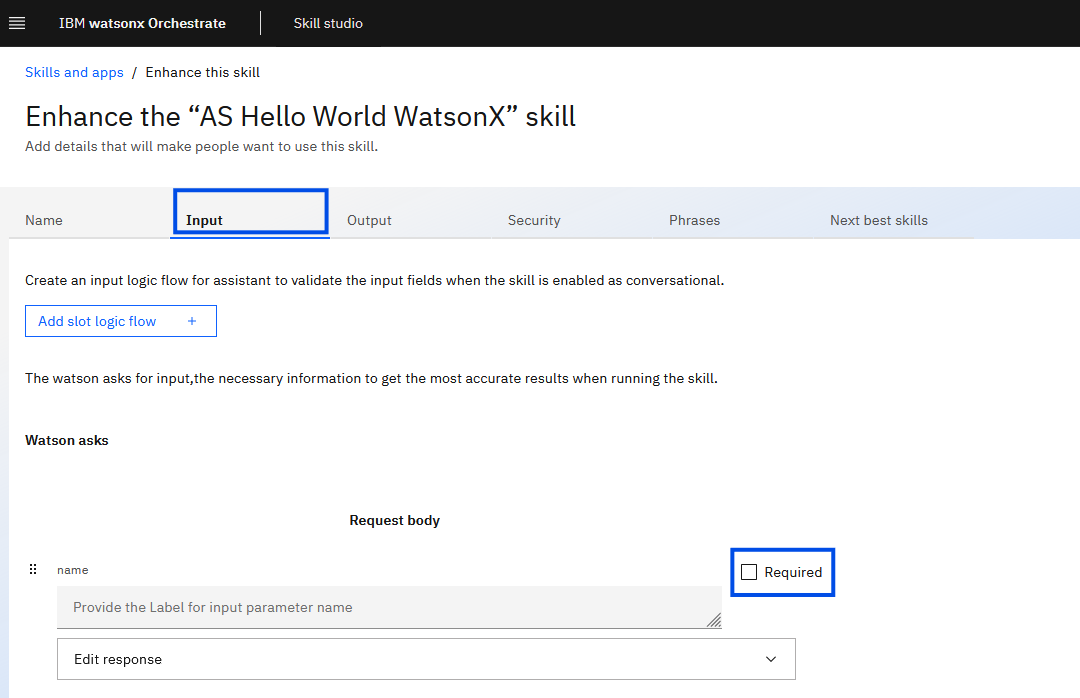 IBM watsonx Orchestrate Skill studio
Skills and apps / Enhance this skill
Enhance the “AS Hello World WatsonX” skill
Add details that will make people want to use this skill.
Name Input Output Security Phrases Next best skills
Create an input logic flow for assistant to validate the input fields when the skill is enabled as conversational.
Add slot logic flow +
The watson asks for input,the necessary information to get the most accurate results when running the skill.
Watson asks
Request body
name
Required
Provide the Label for input parameter name
Edit response